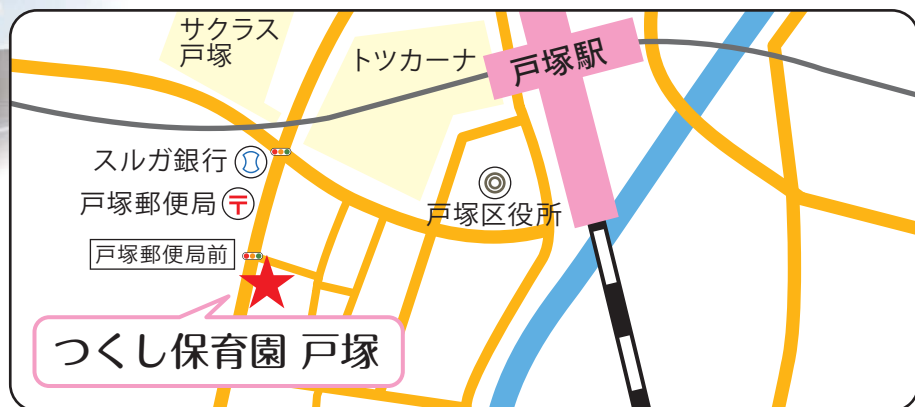 サクラス
戸塚
トツカーナ
戸塚駅
スルガ銀行
戸塚郵便局
戸塚区役所
戸塚郵便局前
つくし保育園 戸塚